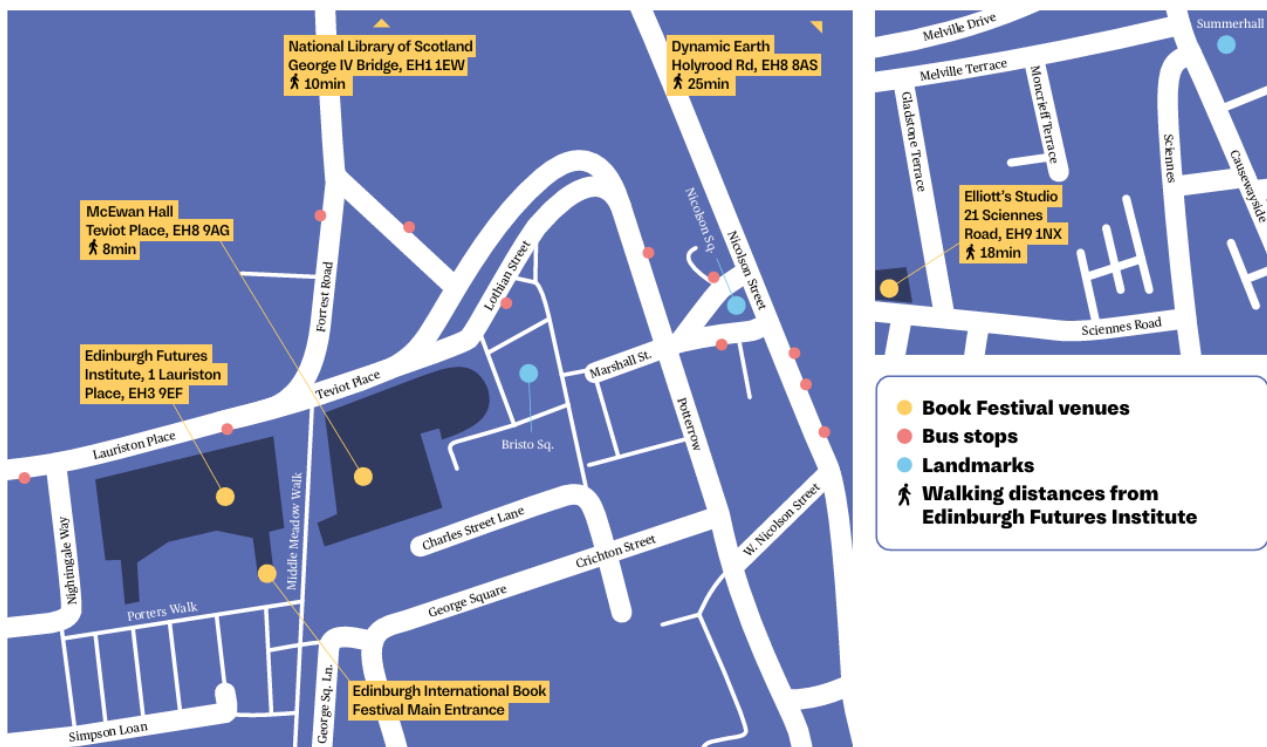 National Library of Scotland
George IV Bridge, EH1 1EW
10min
Dynamic Earth
Holyrood Rd, EH8 8AS
25min
McEwan Hall
Teviot Place, EH8 9AG
8min
Edinburgh Futures
Institute, 1 Lauriston
Place, EH3 9EF
Forrest Road
Lothian Street
Nicolson Sq.
Nicolson Street
Teviot Place
Marshall St.
Lauriston Place
Bristo Sq.
Potterrow
Nightingale Way
Middle Meadow Walk
Charles Street Lane
Crichton Street
W. Nicolson Street
George Square
Porters Walk
George Sq. Ln.
Simpson Loan
Edinburgh International Book
Festival Main Entrance
Melville Drive
Summerhall
Melville Terrace
Gladstone Terrace
Moncrieff Terrace
Sciennes
Causewayside
Elliott's Studio
21 Sciennes
Road, EH9 1NX
18min
Sciennes Road
Book Festival venues
Bus stops
Landmarks
Walking distances from
Edinburgh Futures Institute